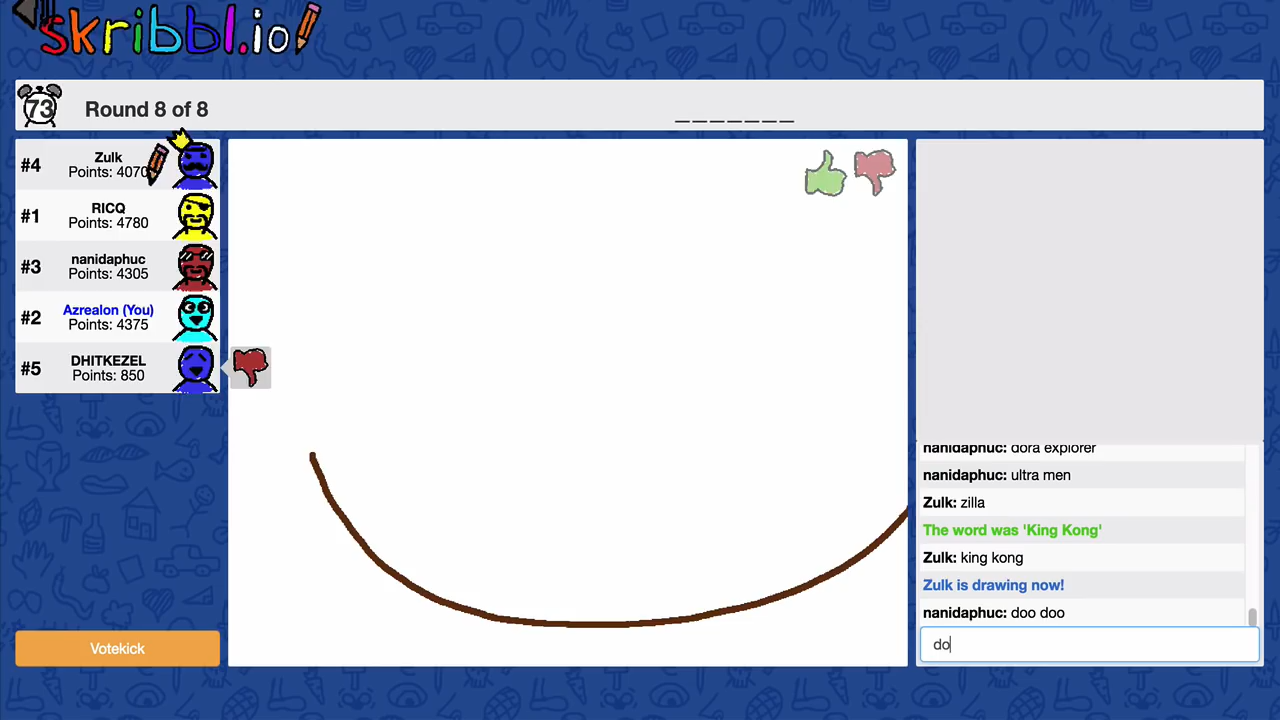 skribbl.io
73
Round 8 of 8
_______
#4
Zulk
Points: 4070
#1
RICQ
Points: 4780
#3
nanidaphuc
Points: 4305
#2
Azrealon (You)
Points: 4375
#5
DHITKEZEL
Points: 850
Votekick
nanidaphuc: dora explorer
nanidaphuc: ultra men
Zulk: zilla
The word was 'King Kong'
Zulk: king kong
Zulk is drawing now!
nanidaphuc: doo doo
do